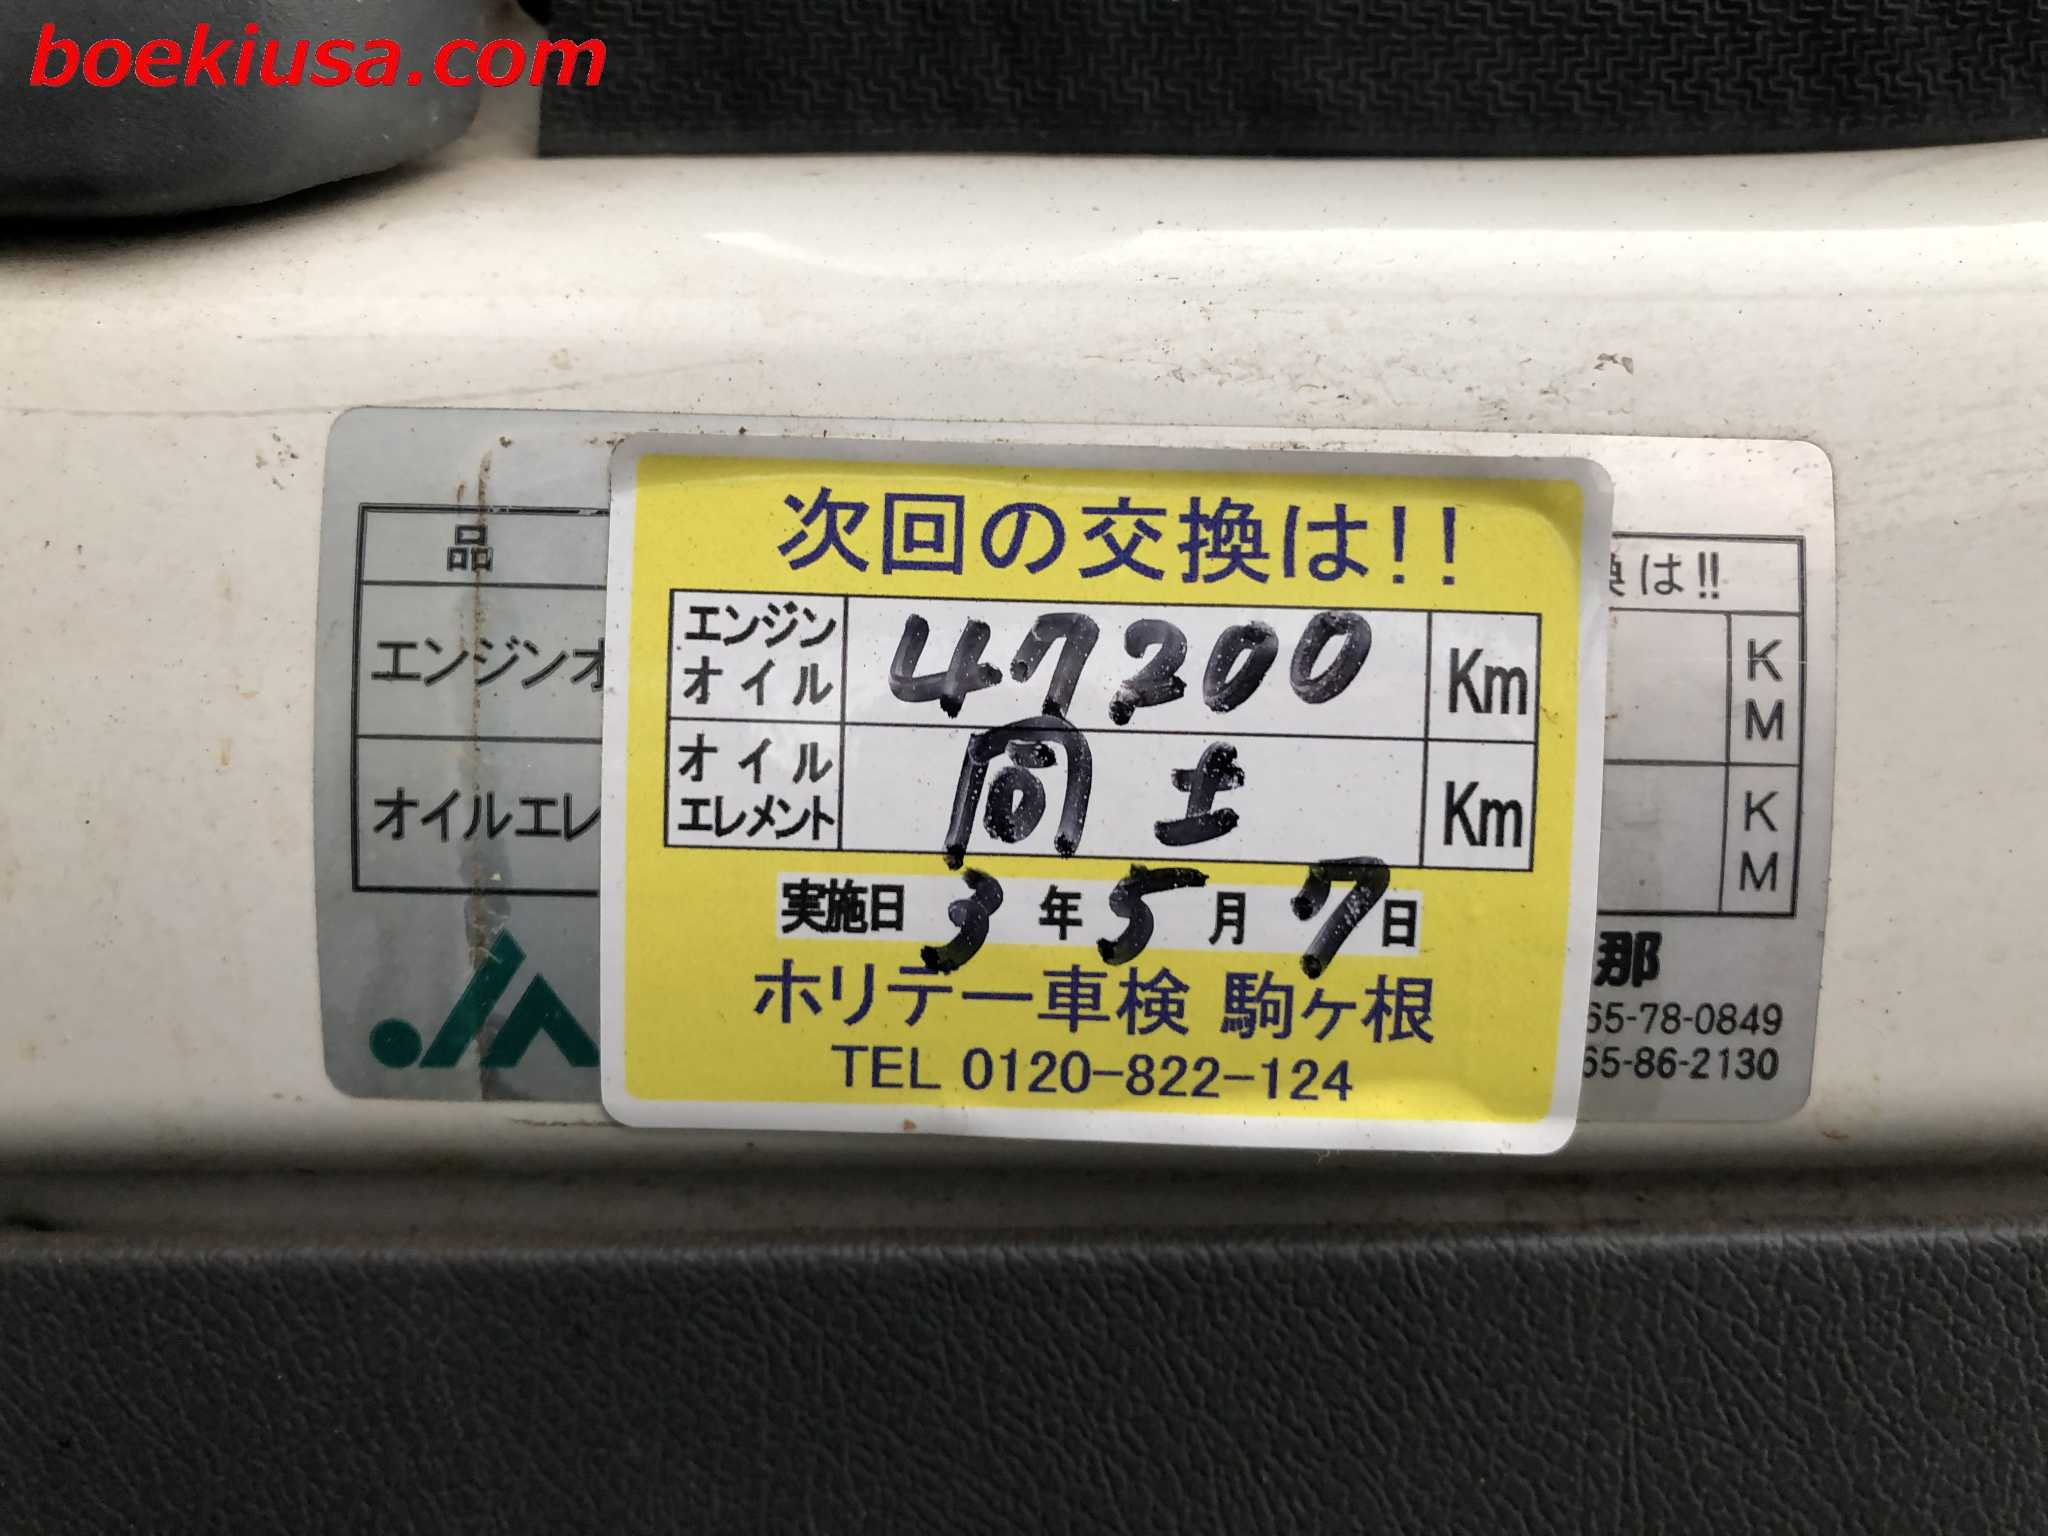 boekiusa.com
次回の交換は!!
エンジン
オイル
47,200
Km
オイル
エレメント
同上
Km
実施日 3 年 5 月 7 日
ホリデー車検 駒ヶ根
TEL 0120-822-124
品
エンジンオ
オイルエレ
換は!!
KM
KM
那
65-78-0849
65-86-2130